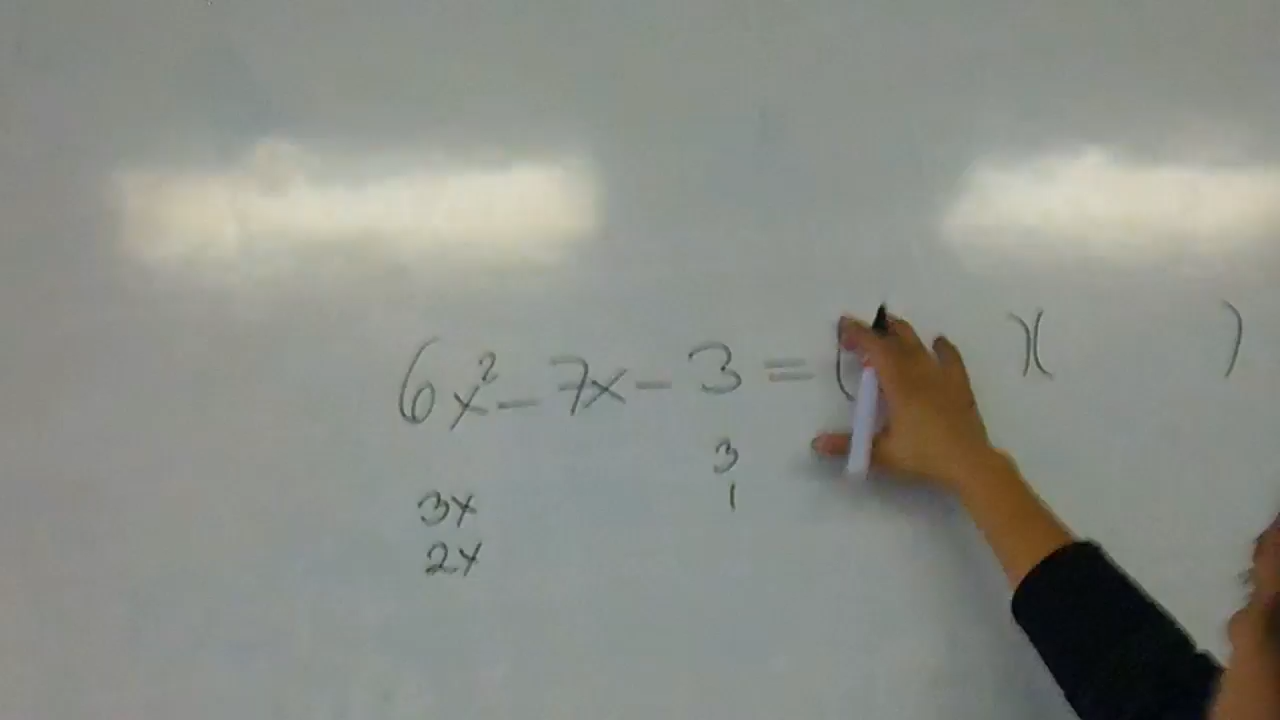 6x² - 7x - 3 = (      )(      )
3
3x
1
2x